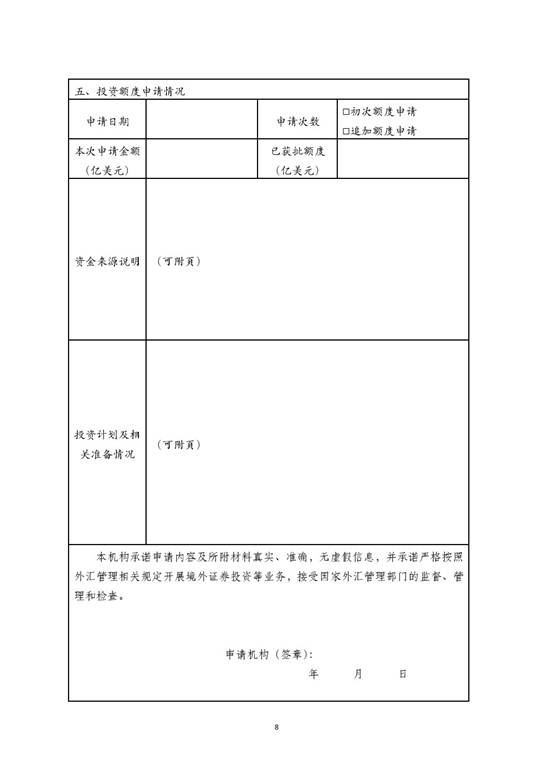 五、投资额度申请情况
申请日期
申请次数
□初次额度申请
□追加额度申请
本次申请金额
（亿美元）
已获批额度
（亿美元）
资金来源说明
（可附页）
投资计划及相
关准备情况
（可附页）
本机构承诺申请内容及所附材料真实、准确，无虚假信息，并承诺严格按照
外汇管理相关规定开展境外证券投资等业务，接受国家外汇管理部门的监督、管
理和检查。
申请机构（签章）：
年 月 日
8